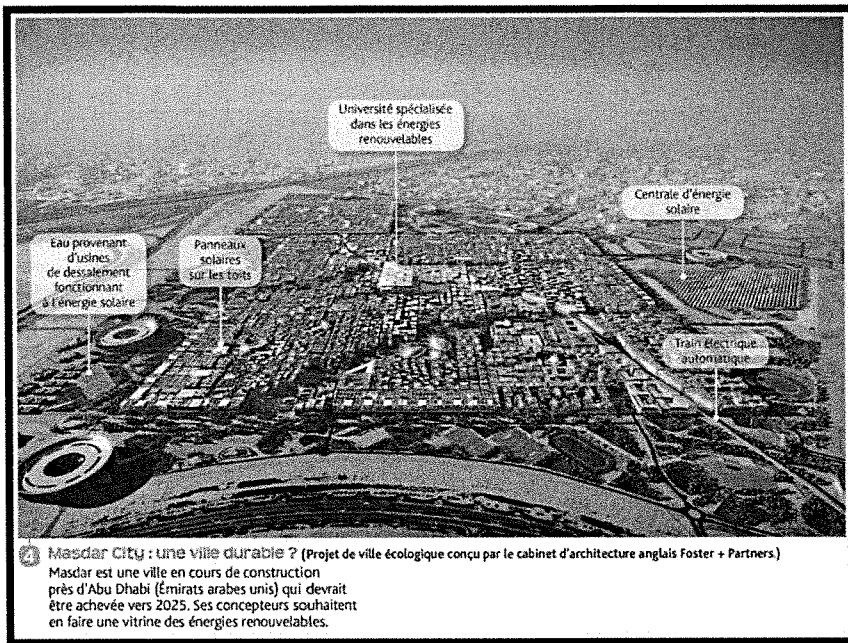 Université spécialisée
dans les énergies
renouvelables
Centrale d'énergie
solaire
Eau provenant
d'usines
de dessalement
fonctionnant
à l'énergie solaire
Panneaux
solaires
sur les toits
Train électrique
automatique
Masdar City : une ville durable ? (Projet de ville écologique conçu par le cabinet d'architecture anglais Foster + Partners.)
Masdar est une ville en cours de construction
près d'Abu Dhabi (Émirats arabes unis) qui devrait
être achevée vers 2025. Ses concepteurs souhaitent
en faire une vitrine des énergies renouvelables.